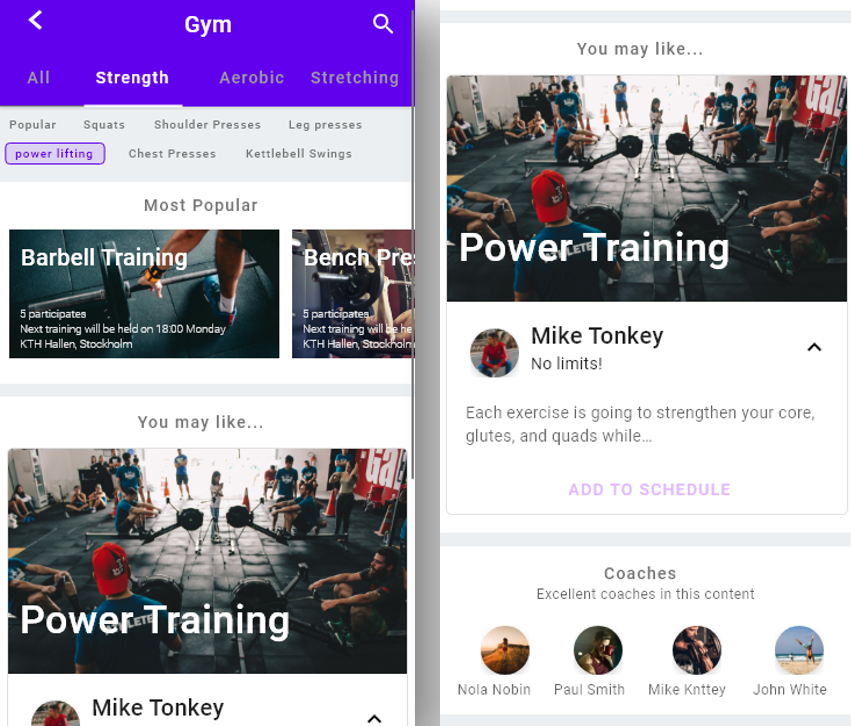 Gym
All Strength Aerobic Stretching
Popular Squats Shoulder Presses Leg presses
power lifting Chest Presses Kettlebell Swings
Most Popular
Barbell Training
5 participates
Next training will be held on 18:00 Monday
KTH Hallen, Stockholm
Bench Pre
5 participates
Next training will be he
KTH Hallen, Stockholm
You may like...
Ga
Power Training
Mike Tonkey
You may like...
Ga
Power Training
Mike Tonkey
No limits!
Each exercise is going to strengthen your core,
glutes, and quads while…
ADD TO SCHEDULE
Coaches
Excellent coaches in this content
Nola Nobin Paul Smith Mike Knttey John White